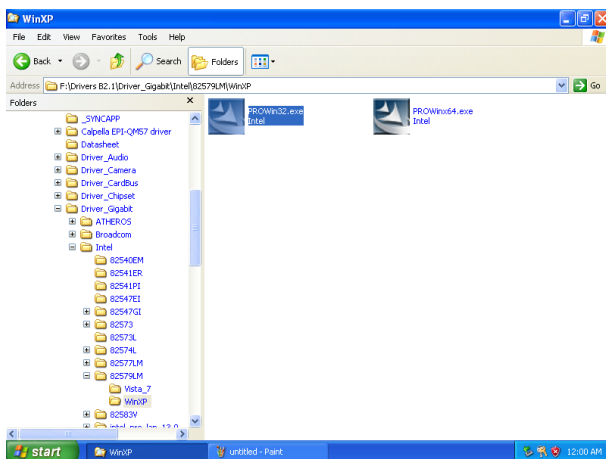 WinXP
File Edit View Favorites Tools Help
Back Search Folders
Address F:\Drivers B2.1\Driver_Gigabit\Intel\82579LM\WinXP Go
Folders
_SYNCAPP
Calpella EPI-QM57 driver
Datasheet
Driver_Audio
Driver_Camera
Driver_CardBus
Driver_Chipset
Driver_Gigabit
ATHEROS
Broadcom
Intel
82540EM
82541ER
82541PI
82547EI
82547GI
82573
82573L
82574L
82577LM
82579LM
Vista_7
WinXP
82583V
intel_pro_lan_13.0
PROWin32.exe
Intel
PROWinx64.exe
Intel
start WinXP untitled - Paint 12:00 AM